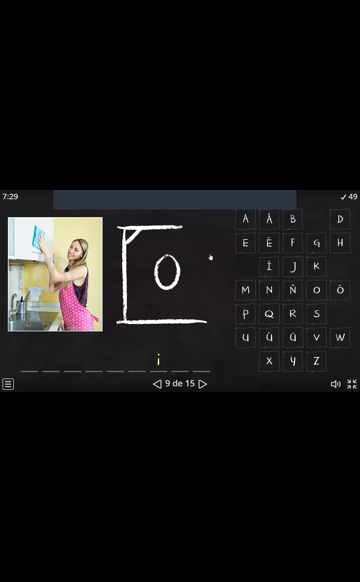 7:29
✓ 49
A Á B D
E É F G H
Í J K
M N Ñ O Ó
P Q R S
U Ú Ü V W
X Y Z
i
9 de 15